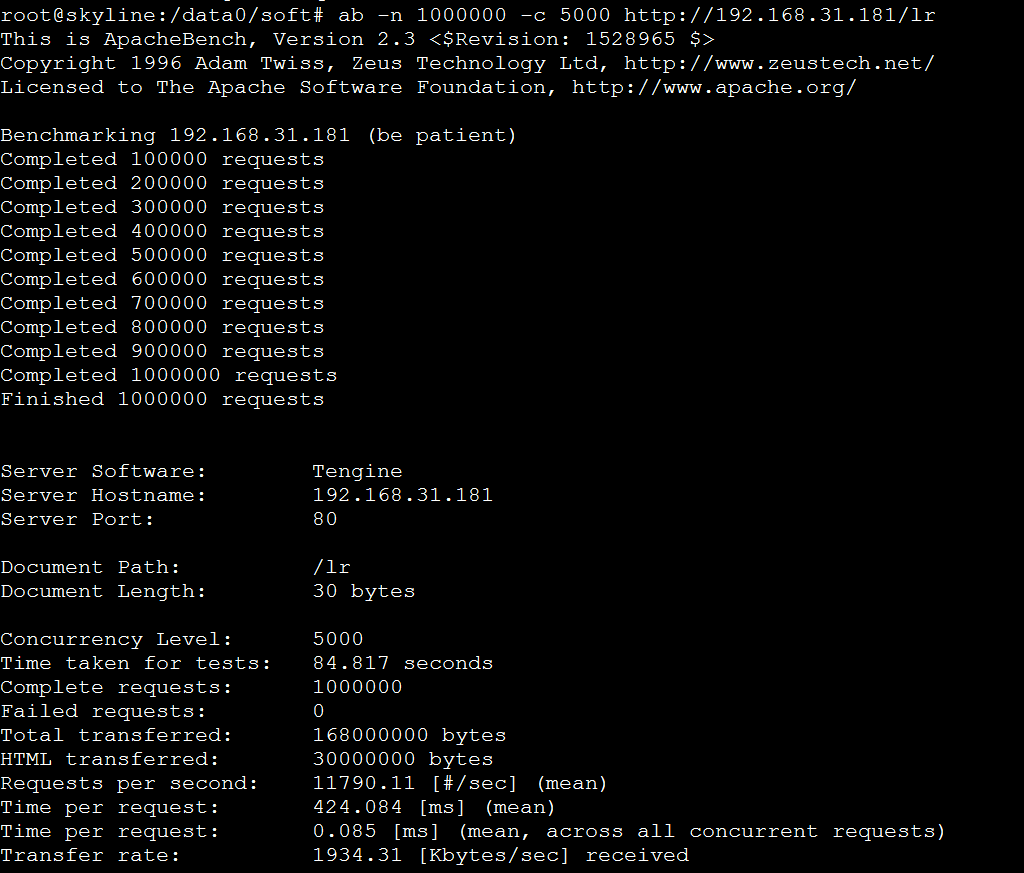 root@skyline:/data0/soft# ab -n 1000000 -c 5000 http://192.168.31.181/lr
This is ApacheBench, Version 2.3 <$Revision: 1528965 $>
Copyright 1996 Adam Twiss, Zeus Technology Ltd, http://www.zeustech.net/
Licensed to The Apache Software Foundation, http://www.apache.org/
Benchmarking 192.168.31.181 (be patient)
Completed 100000 requests
Completed 200000 requests
Completed 300000 requests
Completed 400000 requests
Completed 500000 requests
Completed 600000 requests
Completed 700000 requests
Completed 800000 requests
Completed 900000 requests
Completed 1000000 requests
Finished 1000000 requests
Server Software: Tengine
Server Hostname: 192.168.31.181
Server Port: 80
Document Path: /lr
Document Length: 30 bytes
Concurrency Level: 5000
Time taken for tests: 84.817 seconds
Complete requests: 1000000
Failed requests: 0
Total transferred: 168000000 bytes
HTML transferred: 30000000 bytes
Requests per second: 11790.11 [#/sec] (mean)
Time per request: 424.084 [ms] (mean)
Time per request: 0.085 [ms] (mean, across all concurrent requests)
Transfer rate: 1934.31 [Kbytes/sec] received